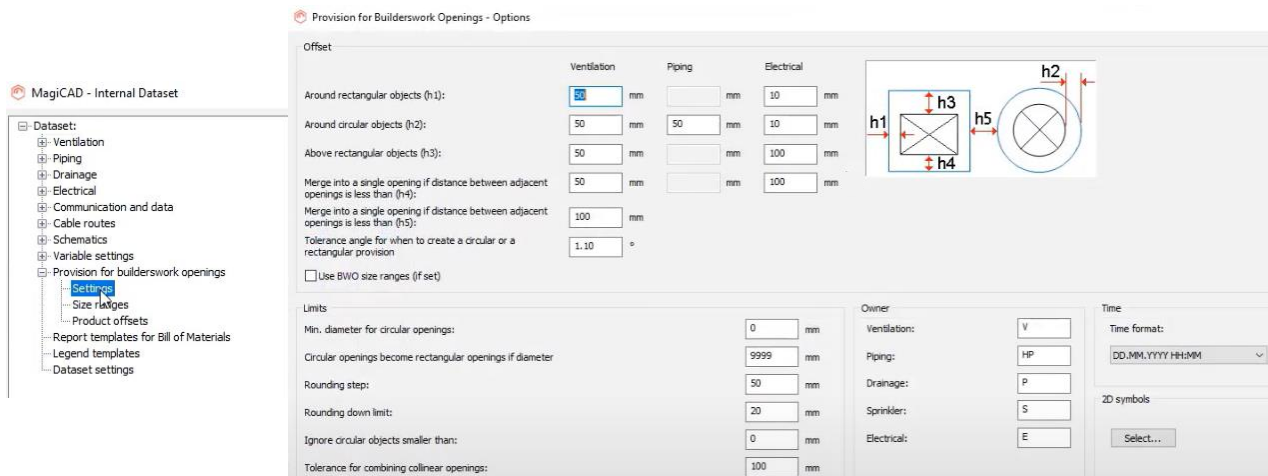 Provision for Builderswork Openings - Options
MagiCAD - Internal Dataset
Dataset:
Ventilation
Piping
Drainage
Electrical
Communication and data
Cable routes
Schematics
Variable settings
Provision for builderswork openings
Settings
Size ranges
Product offsets
Report templates for Bill of Materials
Legend templates
Dataset settings
Offset
Ventilation Piping Electrical
Around rectangular objects (h1): 50 mm mm 10 mm
Around circular objects (h2): 50 mm 50 mm 10 mm
Above rectangular objects (h3): 50 mm mm 100 mm
Merge into a single opening if distance between adjacent
openings is less than (h4): 50 mm mm 100 mm
Merge into a single opening if distance between adjacent
openings is less than (h5): 100 mm
Tolerance angle for when to create a circular or a
rectangular provision 1.10 °
Use BWO size ranges (if set)
h2
h3
h1
h5
h4
Limits
Min. diameter for circular openings: 0 mm
Circular openings become rectangular openings if diameter 9999 mm
Rounding step: 50 mm
Rounding down limit: 20 mm
Ignore circular objects smaller than: 0 mm
Tolerance for combining collinear openings: 100 mm
Owner
Ventilation: V
Piping: HP
Drainage: P
Sprinkler: S
Electrical: E
Time
Time format:
DD.MM.YYYY HH:MM
2D symbols
Select...